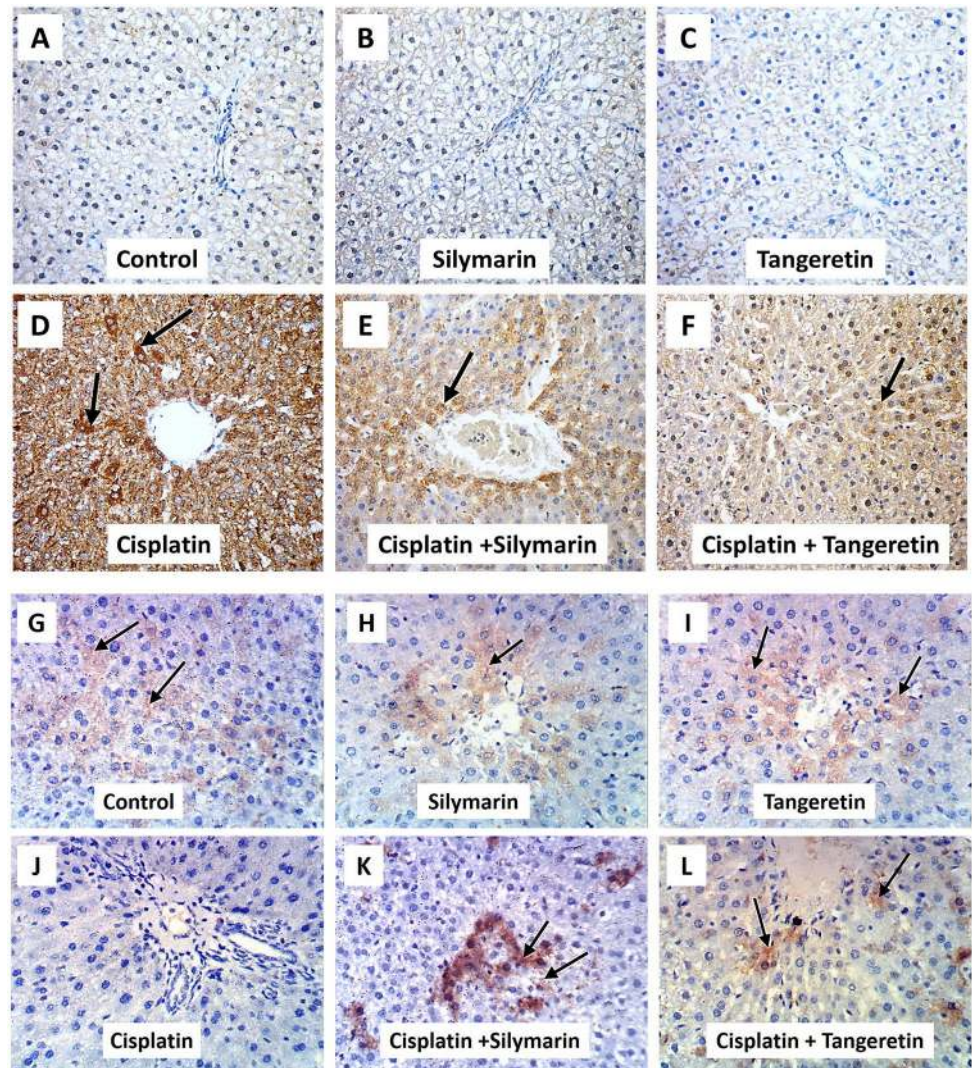 A
B
C
Control
Silymarin
Tangeretin
D
E
F
Cisplatin
Cisplatin +Silymarin
Cisplatin + Tangeretin
G
H
I
Control
Silymarin
Tangeretin
J
K
L
Cisplatin
Cisplatin +Silymarin
Cisplatin + Tangeretin